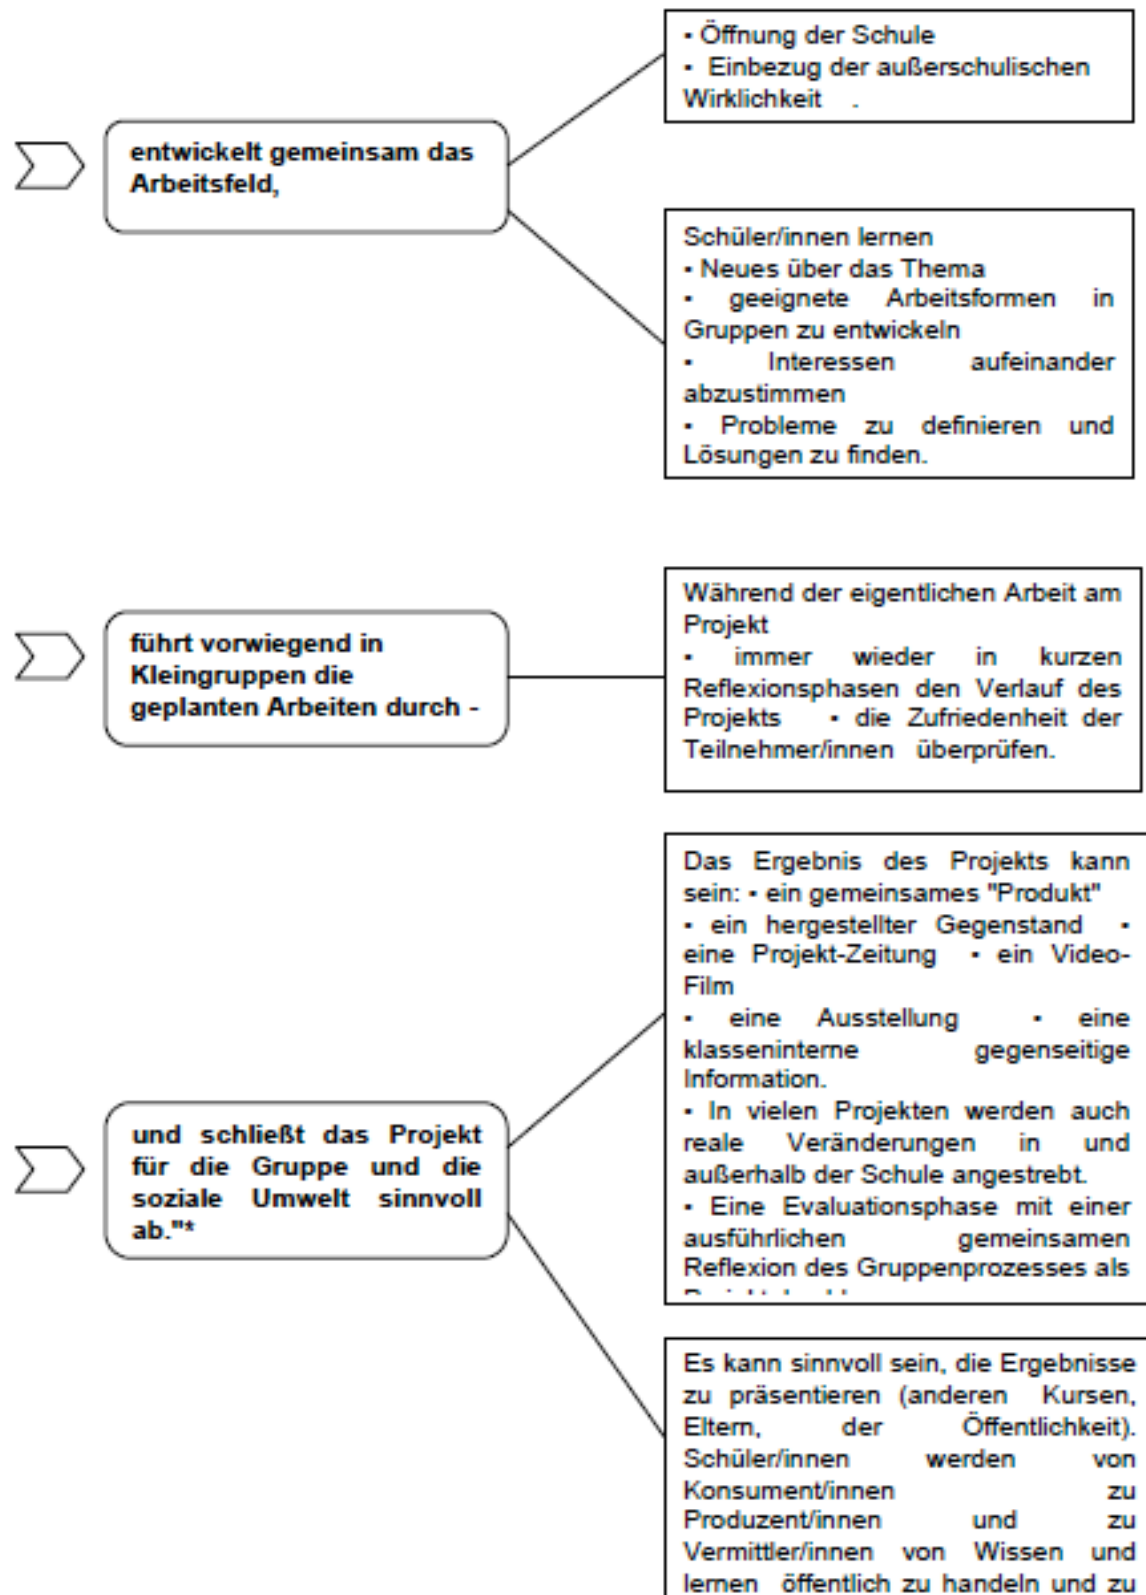 ▪ Öffnung der Schule
▪ Einbezug der außerschulischen
Wirklichkeit .
entwickelt gemeinsam das
Arbeitsfeld,
Schüler/innen lernen
▪ Neues über das Thema
▪ geeignete Arbeitsformen in
Gruppen zu entwickeln
▪ Interessen aufeinander
abzustimmen
▪ Probleme zu definieren und
Lösungen zu finden.
führt vorwiegend in
Kleingruppen die
geplanten Arbeiten durch -
Während der eigentlichen Arbeit am
Projekt
▪ immer wieder in kurzen
Reflexionsphasen den Verlauf des
Projekts ▪ die Zufriedenheit der
Teilnehmer/innen überprüfen.
und schließt das Projekt
für die Gruppe und die
soziale Umwelt sinnvoll
ab."*
Das Ergebnis des Projekts kann
sein: ▪ ein gemeinsames "Produkt"
▪ ein hergestellter Gegenstand ▪
eine Projekt-Zeitung ▪ ein Video-
Film
▪ eine Ausstellung ▪ eine
klasseninterne gegenseitige
Information.
▪ In vielen Projekten werden auch
reale Veränderungen in und
außerhalb der Schule angestrebt.
▪ Eine Evaluationsphase mit einer
ausführlichen gemeinsamen
Reflexion des Gruppenprozesses als
Es kann sinnvoll sein, die Ergebnisse
zu präsentieren (anderen Kursen,
Eltern, der Öffentlichkeit).
Schüler/innen werden von
Konsument/innen zu
Produzent/innen und zu
Vermittler/innen von Wissen und
lernen öffentlich zu handeln und zu